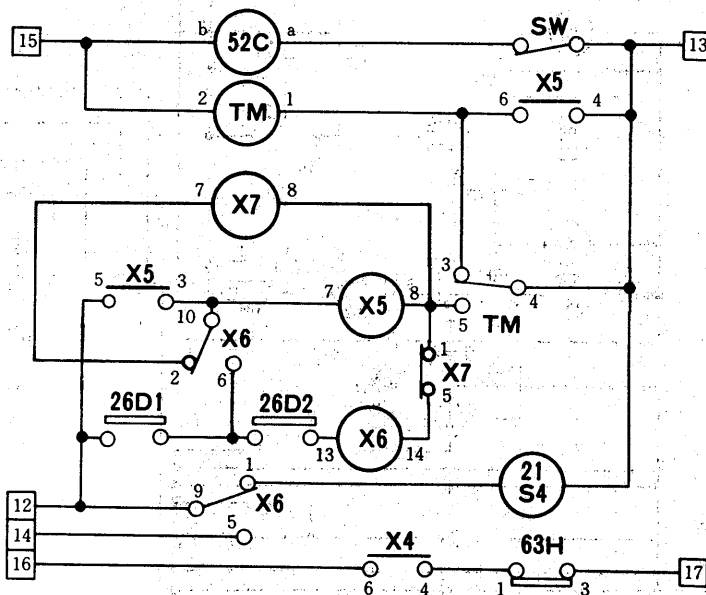 15 b 52C a SW 13
2 TM 1 6 X5 4
7 X7 8
3
5 X5 3 7 X5 8 4
10 5 TM
X6
2 6 1
X7
26D1 26D2 5
13 X6 14
1 21
S4
12 9 X6
14 5 X4 63H
16 17
6 4 1 3